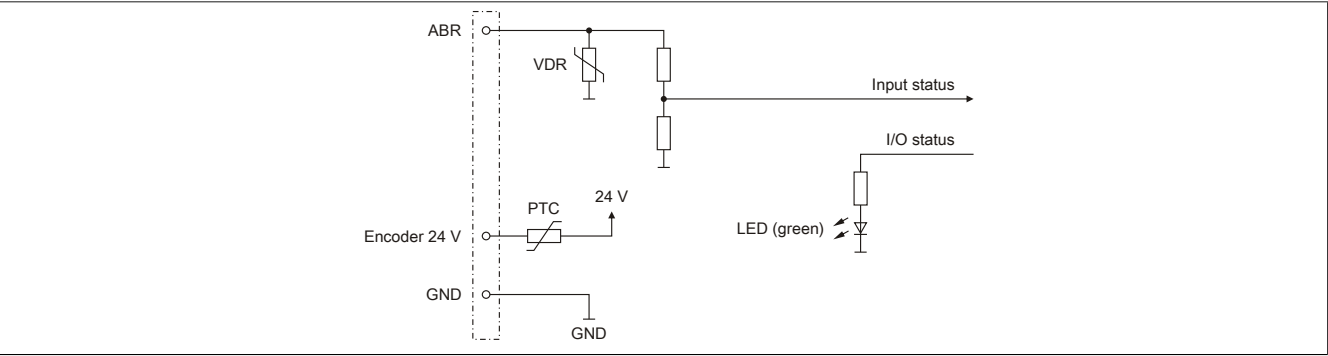 ABR
VDR
Input status
I/O status
24 V
PTC
LED (green)
Encoder 24 V
GND
GND